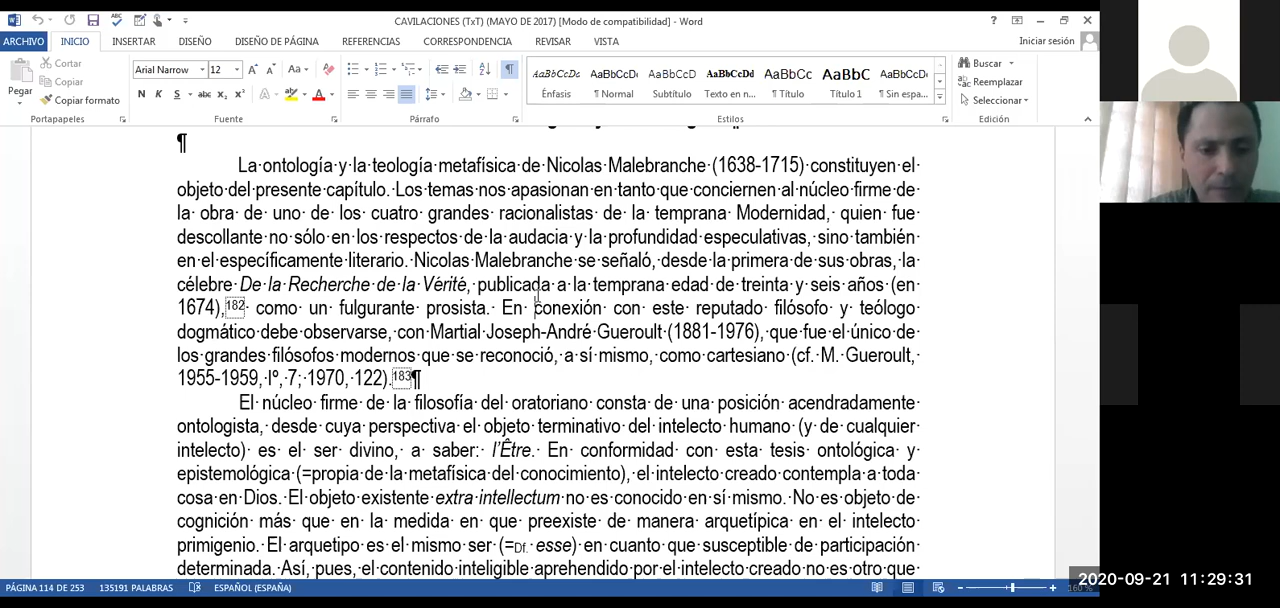 CAVILACIONES (TxT) (MAYO DE 2017) [Modo de compatibilidad] - Word
ARCHIVO INICIO INSERTAR DISEÑO DISEÑO DE PÁGINA REFERENCIAS CORRESPONDENCIA REVISAR VISTA Iniciar sesión
Pegar
Cortar
Copiar
Copiar formato
Portapapeles
Arial Narrow 12
N K S abc x₂ x²
Fuente
Párrafo
AaBbCcDc AaBbCcDc AaBbCcD AaBbCcD AaBbCc AaBbC AaBbCcDc
Énfasis ¶ Normal Subtítulo Texto en n... ¶ Título Título 1 ¶ Sin espa...
Estilos
Buscar
Reemplazar
Seleccionar
Edición
¶
La ontología y la teología metafísica de Nicolas Malebranche (1638-1715) constituyen el
objeto del presente capítulo. Los temas nos apasionan en tanto que conciernen al núcleo firme de
la obra de uno de los cuatro grandes racionalistas de la temprana Modernidad, quien fue
descollante no sólo en los respectos de la audacia y la profundidad especulativas, sino también
en el específicamente literario. Nicolas Malebranche se señaló, desde la primera de sus obras, la
célebre De la Recherche de la Vérité, publicada a la temprana edad de treinta y seis años (en
1674),182 como un fulgurante prosista. En conexión con este reputado filósofo y teólogo
dogmático debe observarse, con Martial Joseph-André Gueroult (1881-1976), que fue el único de
los grandes filósofos modernos que se reconoció, a sí mismo, como cartesiano (cf. M. Gueroult,
1955-1959, Iº, 7; 1970, 122).183¶
El núcleo firme de la filosofía del oratoriano consta de una posición acendradamente
ontologista, desde cuya perspectiva el objeto terminativo del intelecto humano (y de cualquier
intelecto) es el ser divino, a saber: l'Être. En conformidad con esta tesis ontológica y
epistemológica (=propia de la metafísica del conocimiento), el intelecto creado contempla a toda
cosa en Dios. El objeto existente extra intellectum no es conocido en sí mismo. No es objeto de
cognición más que en la medida en que preexiste de manera arquetípica en el intelecto
primigenio. El arquetipo es el mismo ser (=Df. esse) en cuanto que susceptible de participación
determinada. Así, pues, el contenido inteligible aprehendido por el intelecto creado no es otro que
PÁGINA 114 DE 253 135191 PALABRAS ESPAÑOL (ESPAÑA) 160 %
2020-09-21 11:29:31